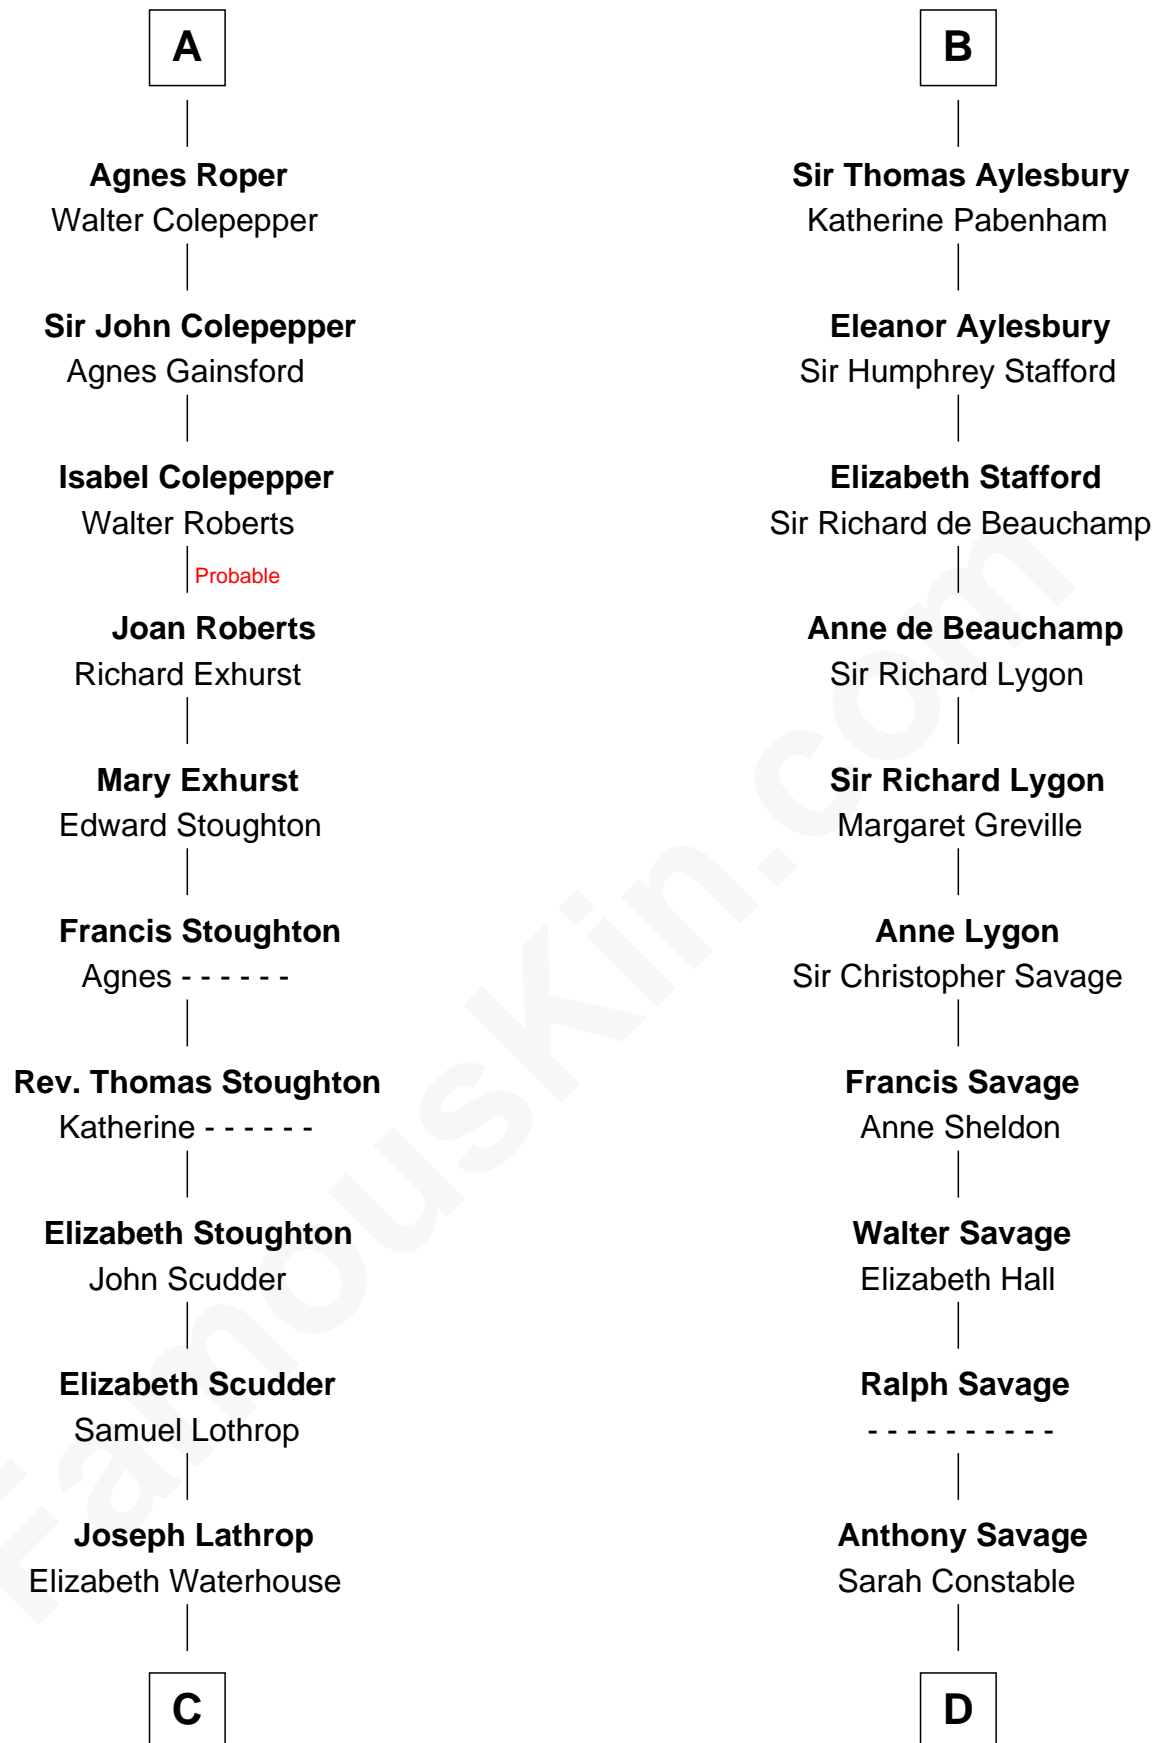 A
Agnes Roper
Walter Colepepper
Sir John Colepepper
Agnes Gainsford
Isabel Colepepper
Walter Roberts
Probable
Joan Roberts
Richard Exhurst
Mary Exhurst
Edward Stoughton
Francis Stoughton
Agnes - - - - - -
Rev. Thomas Stoughton
Katherine - - - - - -
Elizabeth Stoughton
John Scudder
Elizabeth Scudder
Samuel Lothrop
Joseph Lathrop
Elizabeth Waterhouse
C
B
Sir Thomas Aylesbury
Katherine Pabenham
Eleanor Aylesbury
Sir Humphrey Stafford
Elizabeth Stafford
Sir Richard de Beauchamp
Anne de Beauchamp
Sir Richard Lygon
Sir Richard Lygon
Margaret Greville
Anne Lygon
Sir Christopher Savage
Francis Savage
Anne Sheldon
Walter Savage
Elizabeth Hall
Ralph Savage
- - - - - - - - - -
Anthony Savage
Sarah Constable
D
FamousKin.com